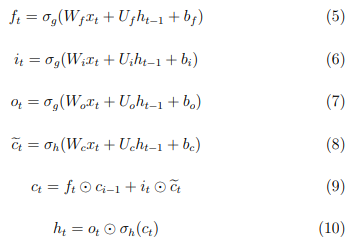 f_t = σ_g(W_f x_t + U_f h_{t−1} + b_f) (5)
i_t = σ_g(W_i x_t + U_i h_{t−1} + b_i) (6)
o_t = σ_g(W_o x_t + U_o h_{t−1} + b_o) (7)
c̃_t = σ_h(W_c x_t + U_c h_{t−1} + b_c) (8)
c_t = f_t ⊙ c_{i−1} + i_t ⊙ c̃_t (9)
h_t = o_t ⊙ σ_h(c_t) (10)